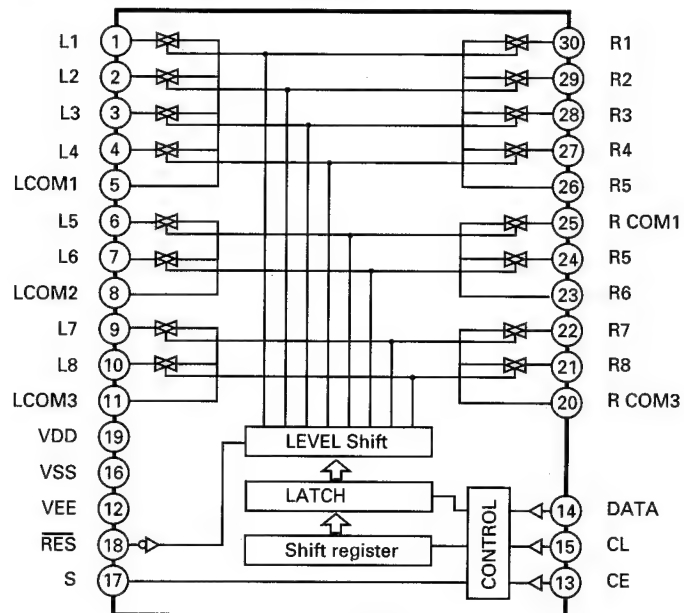 L1 1 30 R1
L2 2 29 R2
L3 3 28 R3
L4 4 27 R4
LCOM1 5 26 R5
L5 6 25 R COM1
L6 7 24 R5
LCOM2 8 23 R6
L7 9 22 R7
L8 10 21 R8
LCOM3 11 20 R COM3
VDD 19 LEVEL Shift
VSS 16
VEE 12 LATCH 14 DATA
RES 18 Shift register CONTROL 15 CL
S 17 13 CE